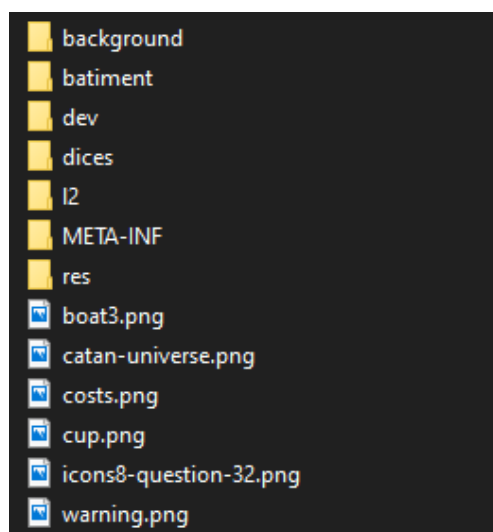 background
batiment
dev
dices
l2
META-INF
res
boat3.png
catan-universe.png
costs.png
cup.png
icons8-question-32.png
warning.png